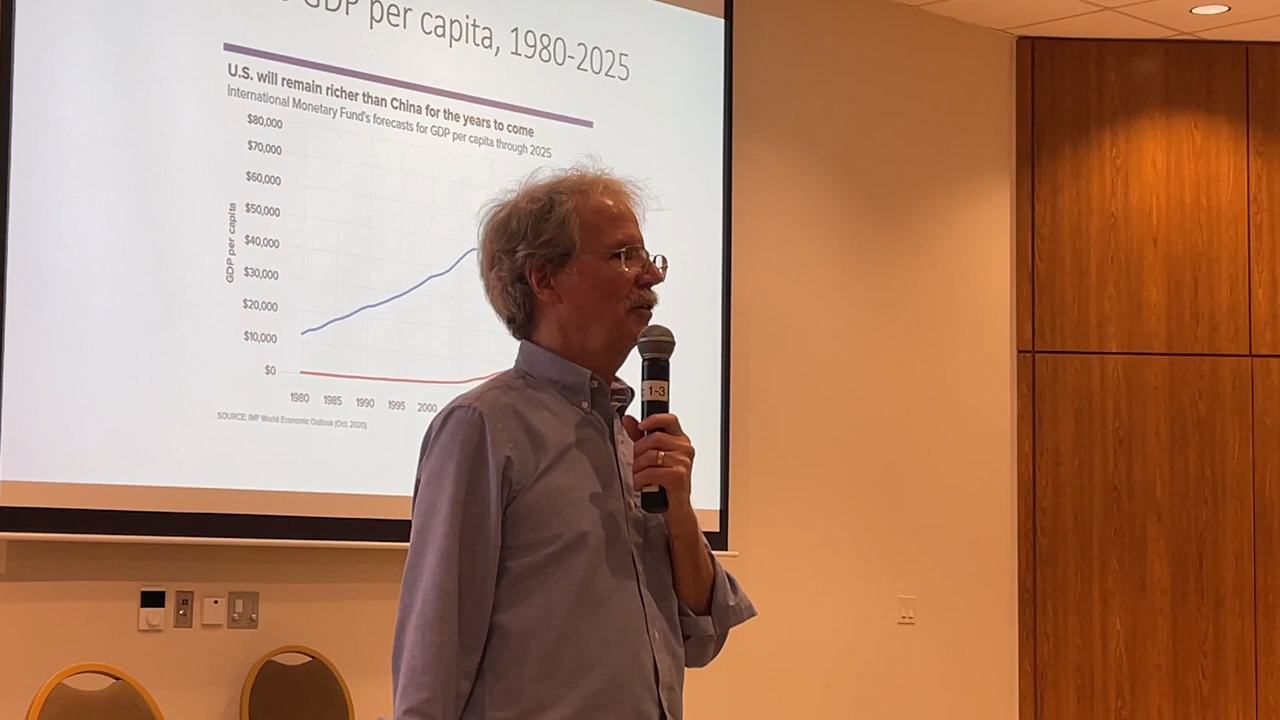 GDP per capita, 1980-2025
U.S. will remain richer than China for the years to come
International Monetary Fund's forecasts for GDP per capita through 2025
$80,000
$70,000
$60,000
$50,000
$40,000
$30,000
$20,000
$10,000
$0
GDP per capita
1980 1985 1990 1995 2000
SOURCE: IMF World Economic Outlook (Oct. 2020)
1-3